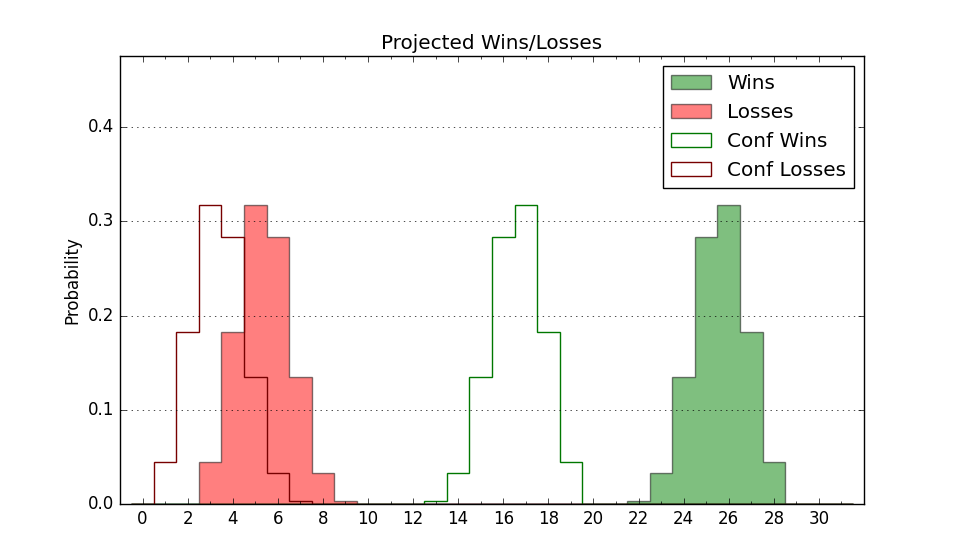 Projected Wins/Losses
Wins
Losses
Conf Wins
Conf Losses
Probability
0.4
0.3
0.2
0.1
0.0
0 2 4 6 8 10 12 14 16 18 20 22 24 26 28 30